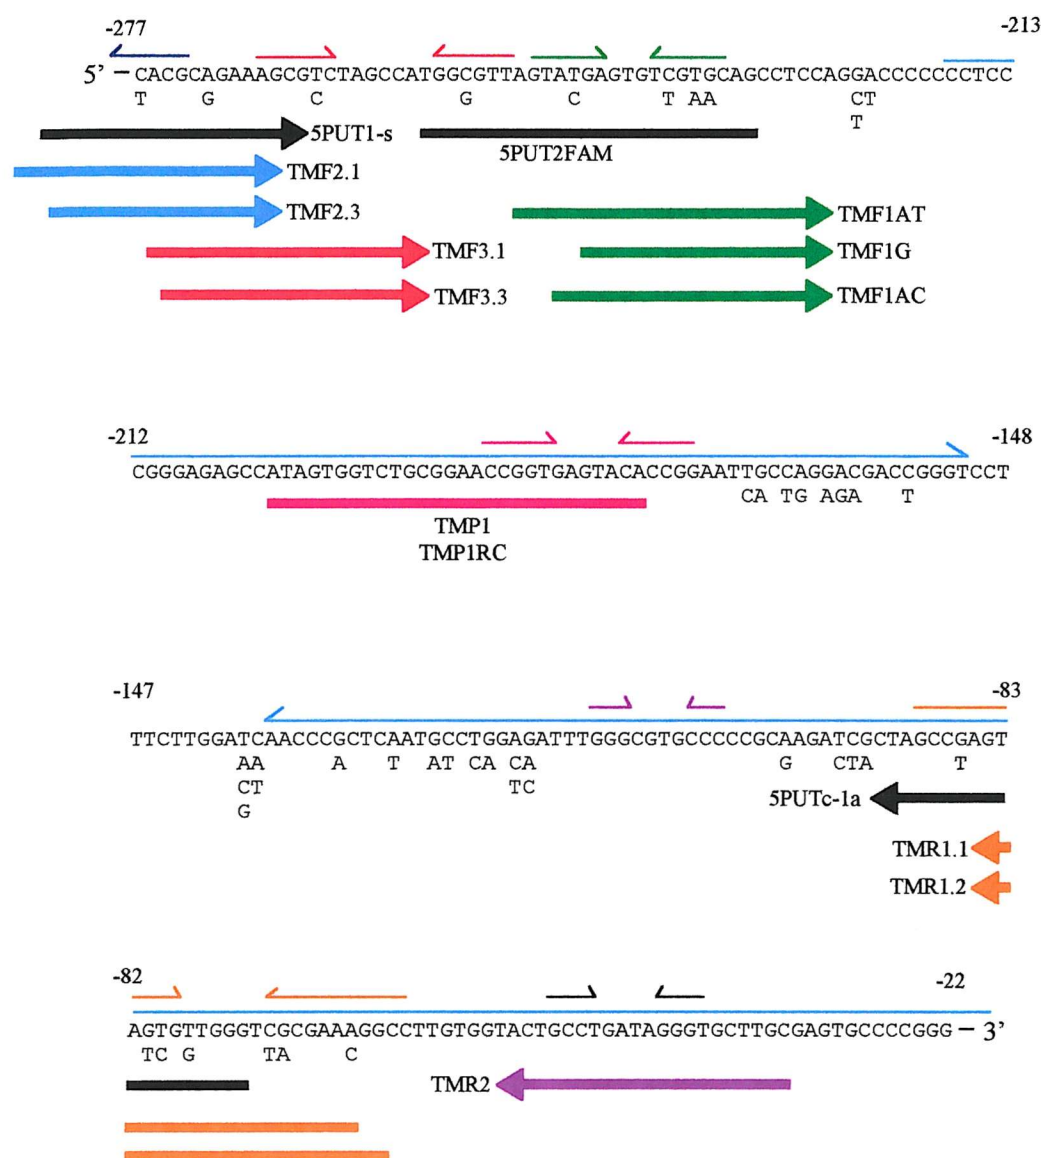 -277 -213
5’ – CACGCAGAAAGCGTCTAGCCATGGCGTTAGTATGAGTGTCGTGCAGCCTCCAGGACCCCCCCTCC
T G C G C T AA CT
T
5PUT1-s
5PUT2FAM
TMF2.1
TMF2.3 TMF1AT
TMF3.1 TMF1G
TMF3.3 TMF1AC
-212 -148
CGGGAGAGCCATAGTGGTCTGCGGAACCGGTGAGTACACCGGAATTGCCAGGACGACCGGGTCCT
CA TG AGA T
TMP1
TMP1RC
-147 -83
TTCTTGGATCAACCCGCTCAATGCCTGGAGATTTGGGCGTGCCCCCGCAAGATCGCTAGCCGAGT
AA A T AT CA CA G CTA T
CT TC
G
5PUTc-1a
TMR1.1
TMR1.2
-82 -22
AGTGTTGGGTCGCGAAAGGCCTTGTGGTACTGCCTGATAGGGTGCTTGCGAGTGCCCCGGG – 3’
TC G TA C
TMR2